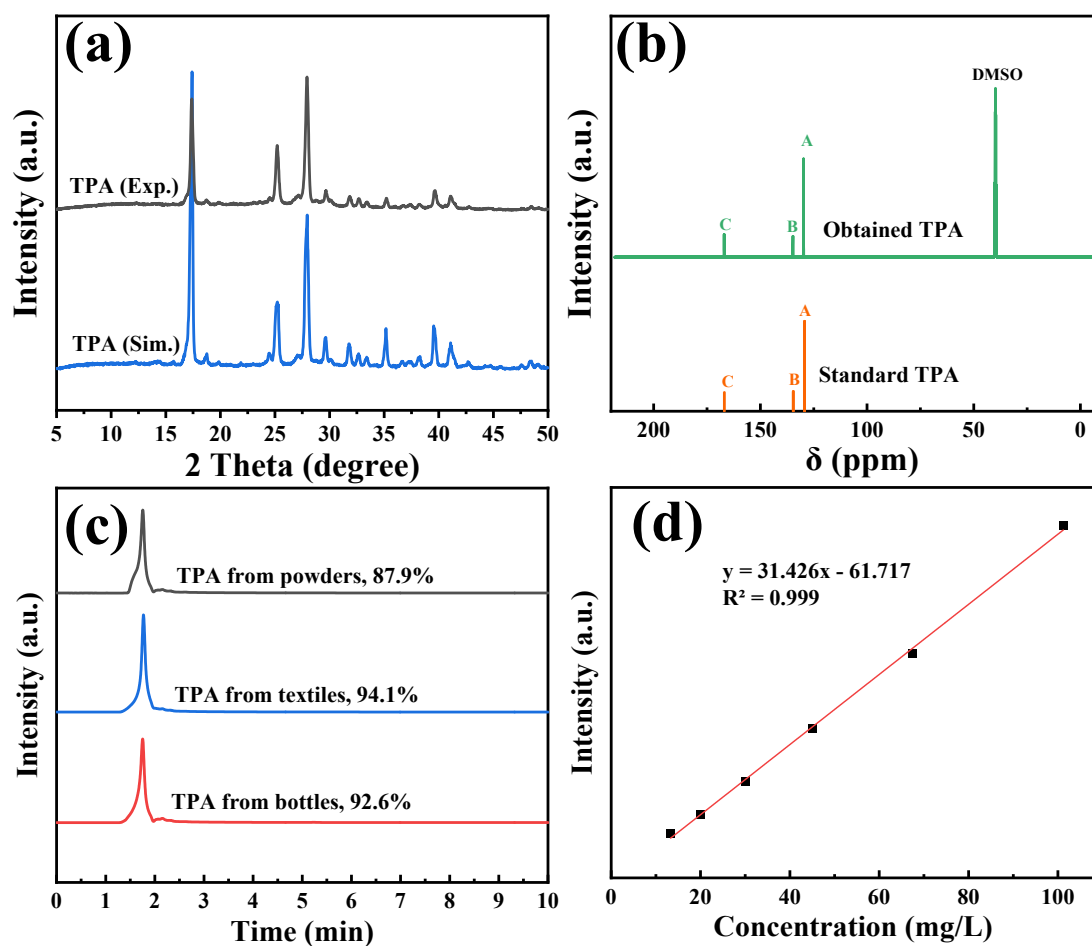 (a)
Intensity (a.u.)
TPA (Exp.)
TPA (Sim.)
5 10 15 20 25 30 35 40 45 50
2 Theta (degree)
(b)
Intensity (a.u.)
DMSO
A
C
B
Obtained TPA
A
C
B
Standard TPA
200 150 100 50 0
δ (ppm)
(c)
Intensity (a.u.)
TPA from powders, 87.9%
TPA from textiles, 94.1%
TPA from bottles, 92.6%
0 1 2 3 4 5 6 7 8 9 10
Time (min)
(d)
Intensity (a.u.)
y = 31.426x - 61.717
R² = 0.999
0 20 40 60 80 100
Concentration (mg/L)